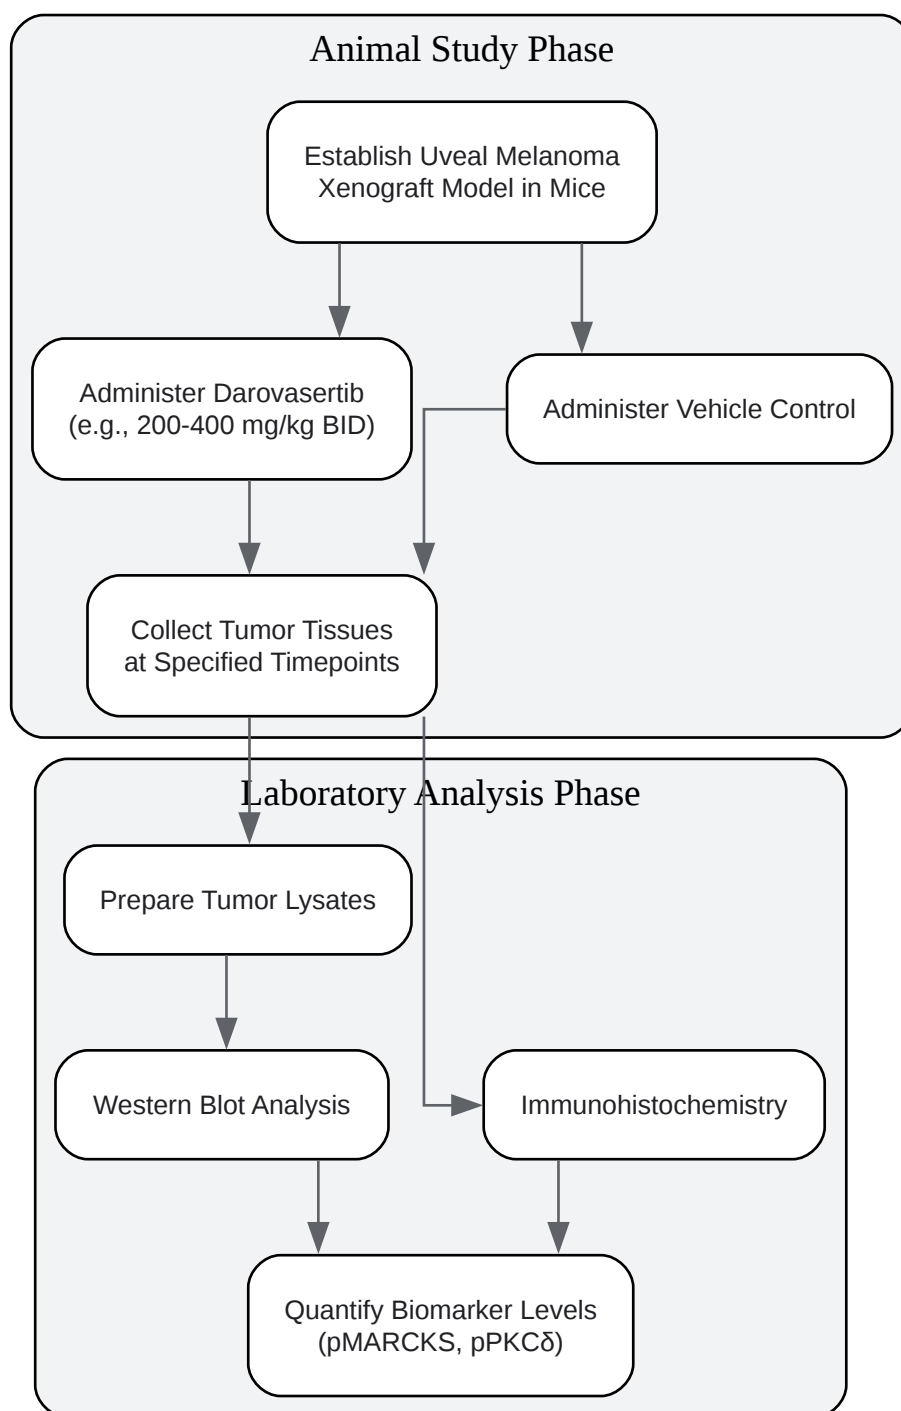 Animal Study Phase
Establish Uveal Melanoma
Xenograft Model in Mice
Administer Darovasertib
(e.g., 200-400 mg/kg BID)
Administer Vehicle Control
Collect Tumor Tissues
at Specified Timepoints
Laboratory Analysis Phase
Prepare Tumor Lysates
Western Blot Analysis
Immunohistochemistry
Quantify Biomarker Levels
(pMARCKS, pPKCδ)